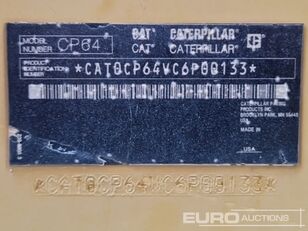 MODEL NUMBER CP64
CAT CATERPILLAR
CAT CATERPILLAR
PRODUCT IDENTIFICATION NUMBER
*CAT0CP64VC6P00133*
CATERPILLAR PAVING
PRODUCTS INC.
BROOKLYN PARK, MN 55445
USA
MADE IN
USA
*CAT0CP64VC6P00133*
EURO AUCTIONS